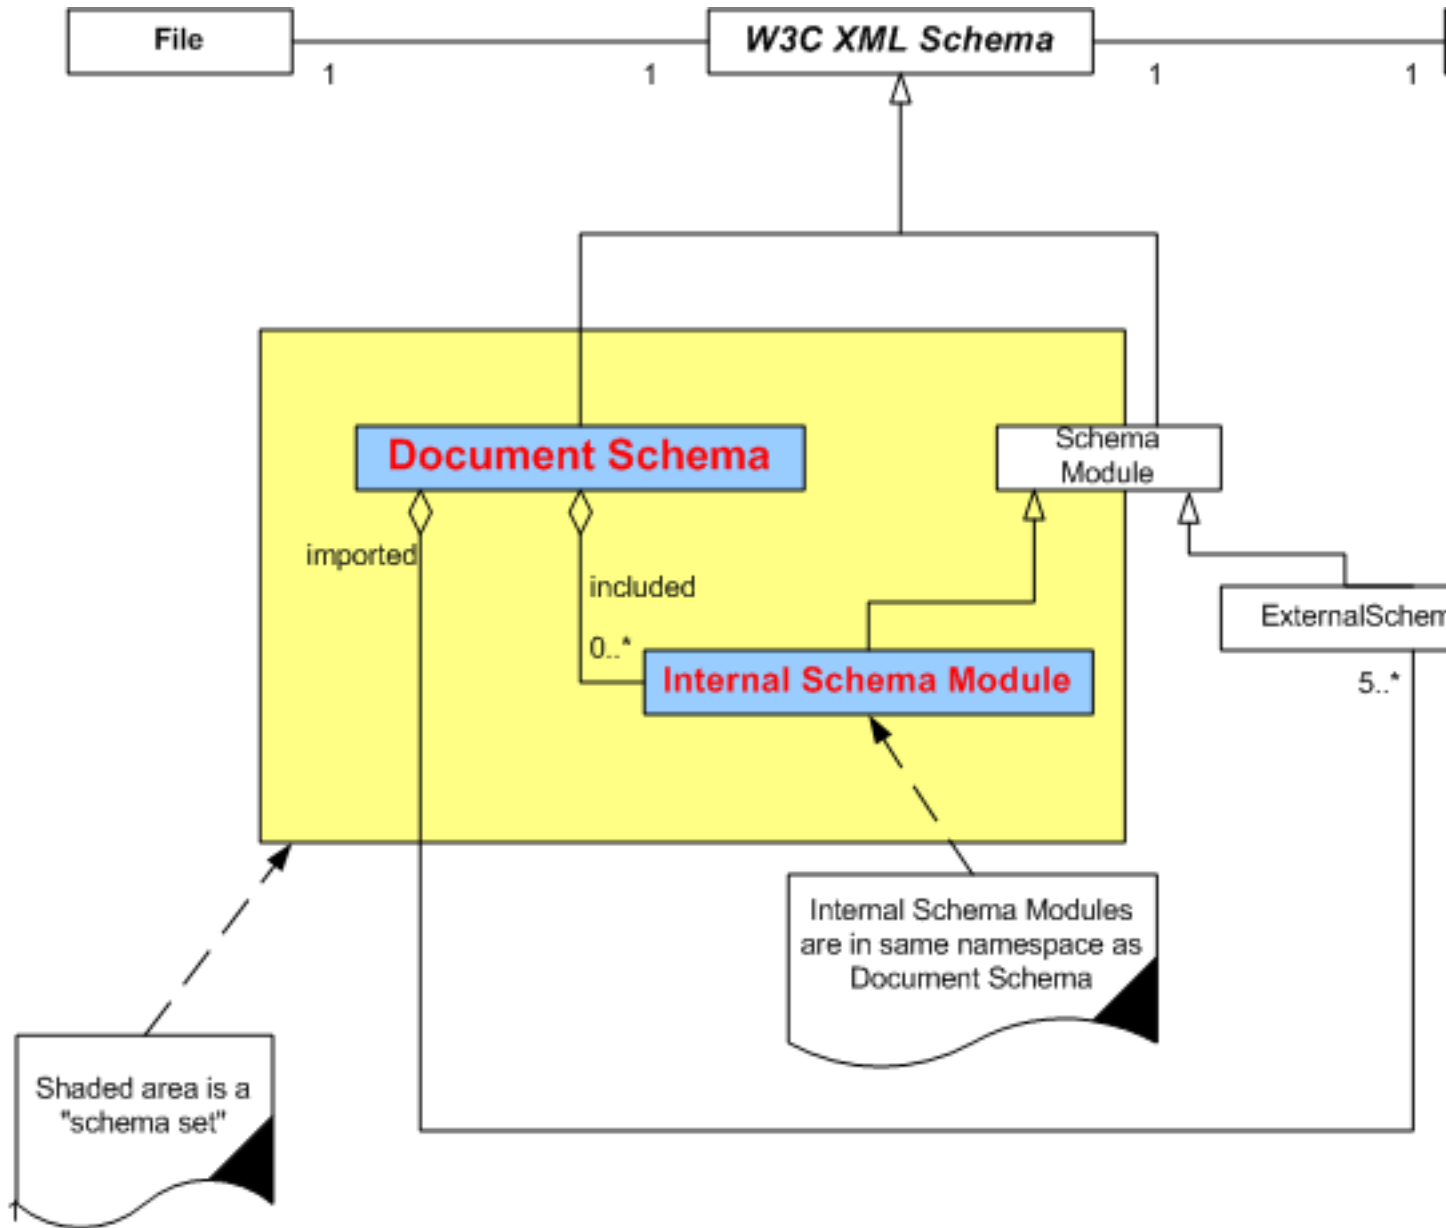 File
W3C XML Schema
1
1
1
1
Document Schema
Schema
Module
imported
included
0..*
Internal Schema Module
ExternalSchem
5..*
Internal Schema Modules
are in same namespace as
Document Schema
Shaded area is a
"schema set"